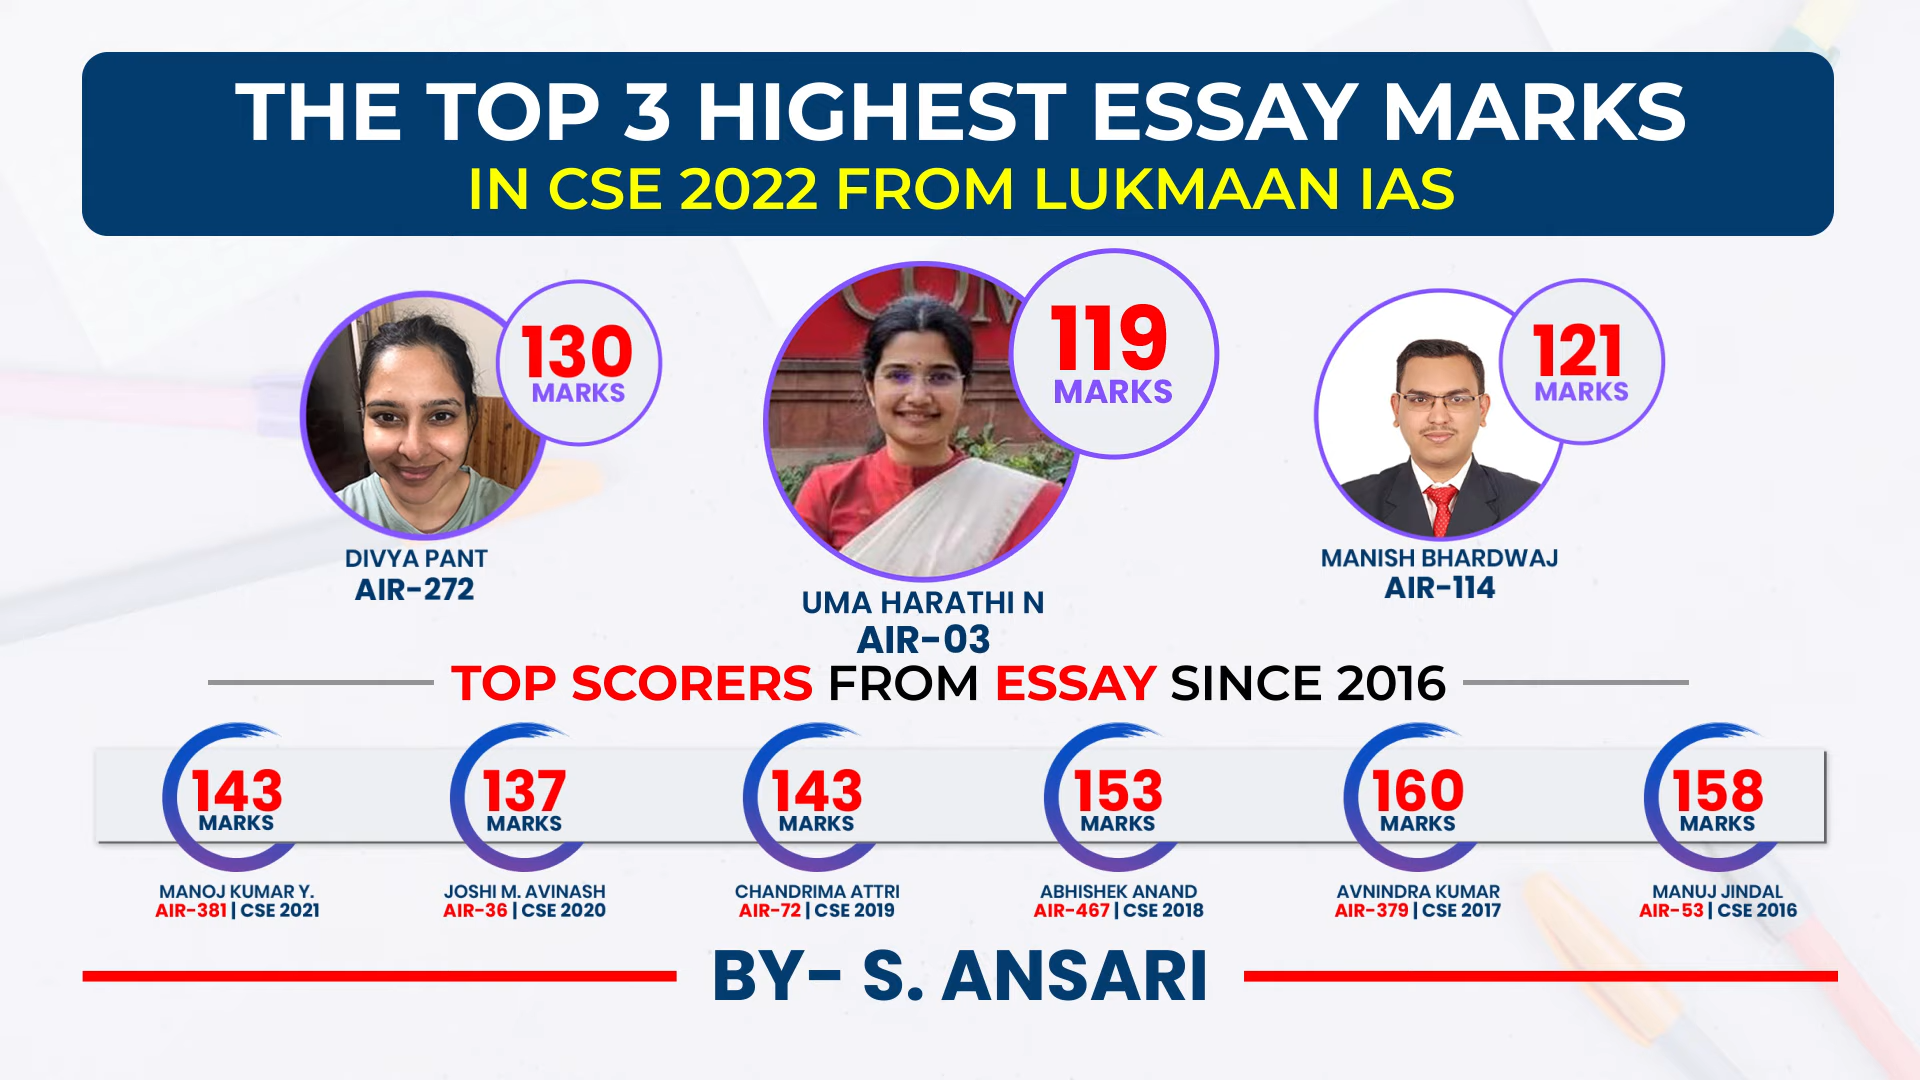 THE TOP 3 HIGHEST ESSAY MARKS
IN CSE 2022 FROM LUKMAAN IAS
130
MARKS
DIVYA PANT
AIR-272
119
MARKS
UMA HARATHI N
AIR-03
121
MARKS
MANISH BHARDWAJ
AIR-114
TOP SCORERS FROM ESSAY SINCE 2016
143
MARKS
MANOJ KUMAR Y.
AIR-381 | CSE 2021
137
MARKS
JOSHI M. AVINASH
AIR-36 | CSE 2020
143
MARKS
CHANDRIMA ATTRI
AIR-72 | CSE 2019
153
MARKS
ABHISHEK ANAND
AIR-467 | CSE 2018
160
MARKS
AVNINDRA KUMAR
AIR-379 | CSE 2017
158
MARKS
MANUJ JINDAL
AIR-53 | CSE 2016
BY- S. ANSARI